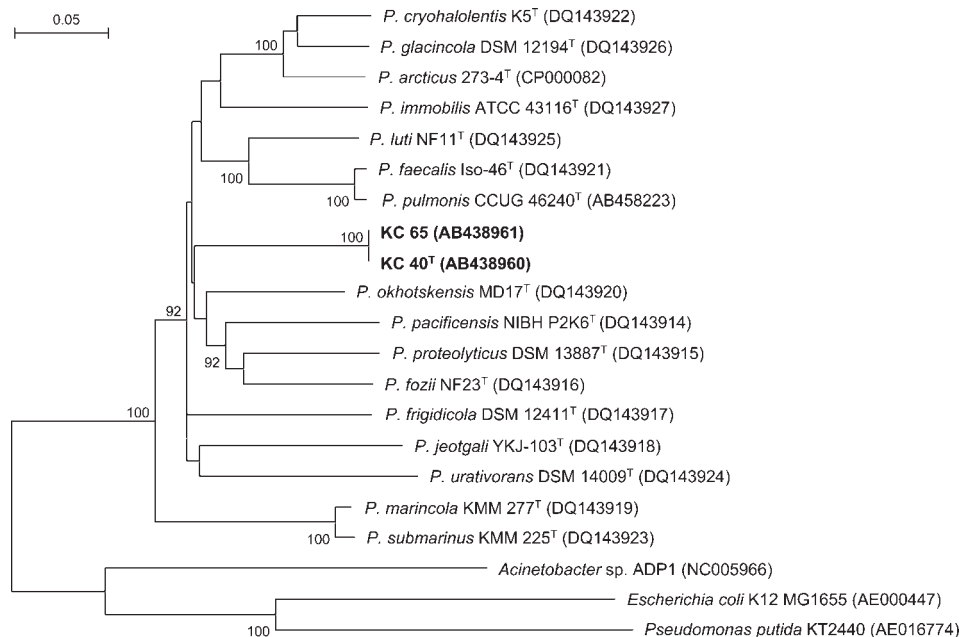 0.05
P. cryohalolentis K5ᵀ (DQ143922)
P. glacincola DSM 12194ᵀ (DQ143926)
100
P. arcticus 273-4ᵀ (CP000082)
P. immobilis ATCC 43116ᵀ (DQ143927)
P. luti NF11ᵀ (DQ143925)
P. faecalis Iso-46ᵀ (DQ143921)
100
P. pulmonis CCUG 46240ᵀ (AB458223)
100
KC 65 (AB438961)
100
KC 40ᵀ (AB438960)
P. okhotskensis MD17ᵀ (DQ143920)
92
P. pacificensis NIBH P2K6ᵀ (DQ143914)
P. proteolyticus DSM 13887ᵀ (DQ143915)
92
P. fozii NF23ᵀ (DQ143916)
100
P. frigidicola DSM 12411ᵀ (DQ143917)
P. jeotgali YKJ-103ᵀ (DQ143918)
P. urativorans DSM 14009ᵀ (DQ143924)
P. marincola KMM 277ᵀ (DQ143919)
P. submarinus KMM 225ᵀ (DQ143923)
100
Acinetobacter sp. ADP1 (NC005966)
Escherichia coli K12 MG1655 (AE000447)
Pseudomonas putida KT2440 (AE016774)
100